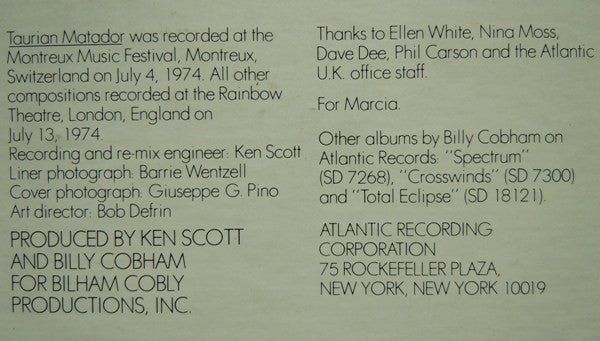 Taurian Matador was recorded at the
Montreux Music Festival, Montreux,
Switzerland on July 4, 1974. All other
compositions recorded at the Rainbow
Theatre, London, England on
July 13, 1974.
Recording and re-mix engineer: Ken Scott
Liner photograph: Barrie Wentzell
Cover photograph: Giuseppe G. Pino
Art director: Bob Defrin
PRODUCED BY KEN SCOTT
AND BILLY COBHAM
FOR BILHAM COBLY
PRODUCTIONS, INC.
Thanks to Ellen White, Nina Moss,
Dave Dee, Phil Carson and the Atlantic
U.K. office staff.
For Marcia.
Other albums by Billy Cobham on
Atlantic Records: "Spectrum"
(SD 7268), "Crosswinds" (SD 7300)
and "Total Eclipse" (SD 18121).
ATLANTIC RECORDING
CORPORATION
75 ROCKEFELLER PLAZA,
NEW YORK, NEW YORK 10019